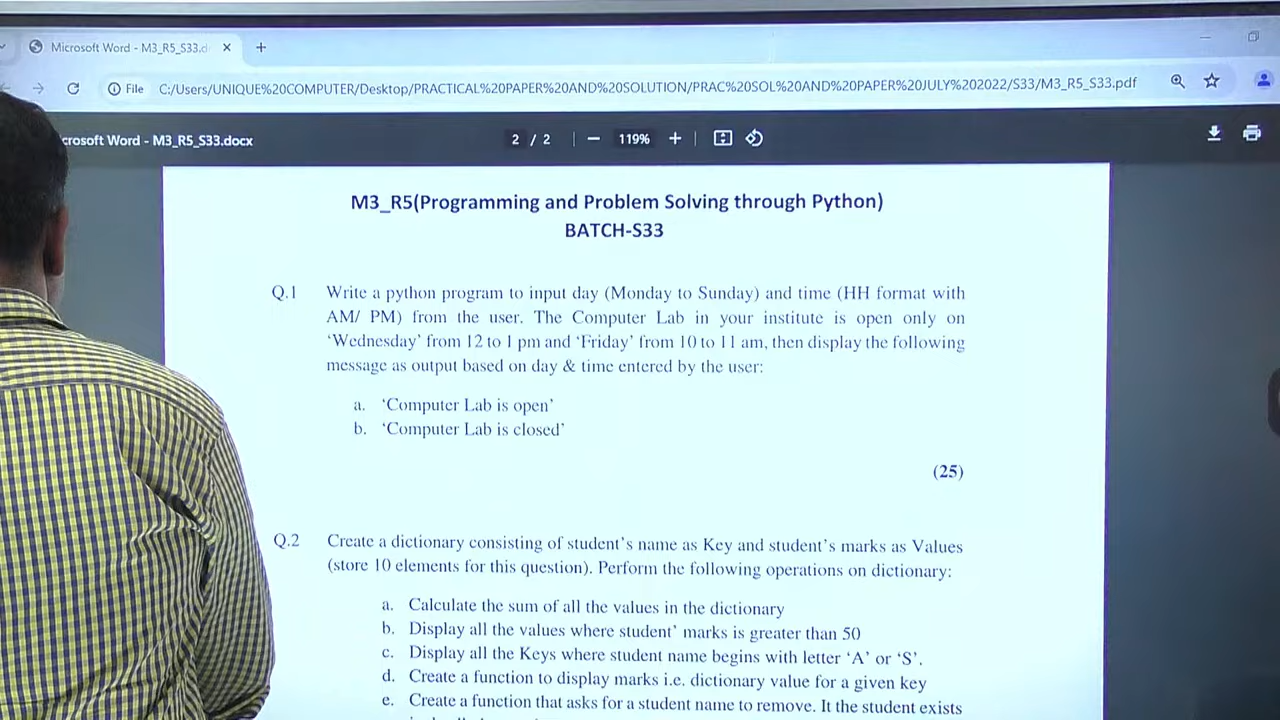 Microsoft Word - M3_R5_S33.d
File C:/Users/UNIQUE%20COMPUTER/Desktop/PRACTICAL%20PAPER%20AND%20SOLUTION/PRAC%20SOL%20AND%20PAPER%20JULY%202022/S33/M3_R5_S33.pdf
crosoft Word - M3_R5_S33.docx 2 / 2 | − 119% + |
M3_R5(Programming and Problem Solving through Python)
BATCH-S33
Q.1 Write a python program to input day (Monday to Sunday) and time (HH format with
AM/ PM) from the user. The Computer Lab in your institute is open only on
‘Wednesday’ from 12 to 1 pm and ‘Friday’ from 10 to 11 am, then display the following
message as output based on day & time entered by the user:
a. ‘Computer Lab is open’
b. ‘Computer Lab is closed’
(25)
Q.2 Create a dictionary consisting of student’s name as Key and student’s marks as Values
(store 10 elements for this question). Perform the following operations on dictionary:
a. Calculate the sum of all the values in the dictionary
b. Display all the values where student’ marks is greater than 50
c. Display all the Keys where student name begins with letter ‘A’ or ‘S’.
d. Create a function to display marks i.e. dictionary value for a given key
e. Create a function that asks for a student name to remove. It the student exists